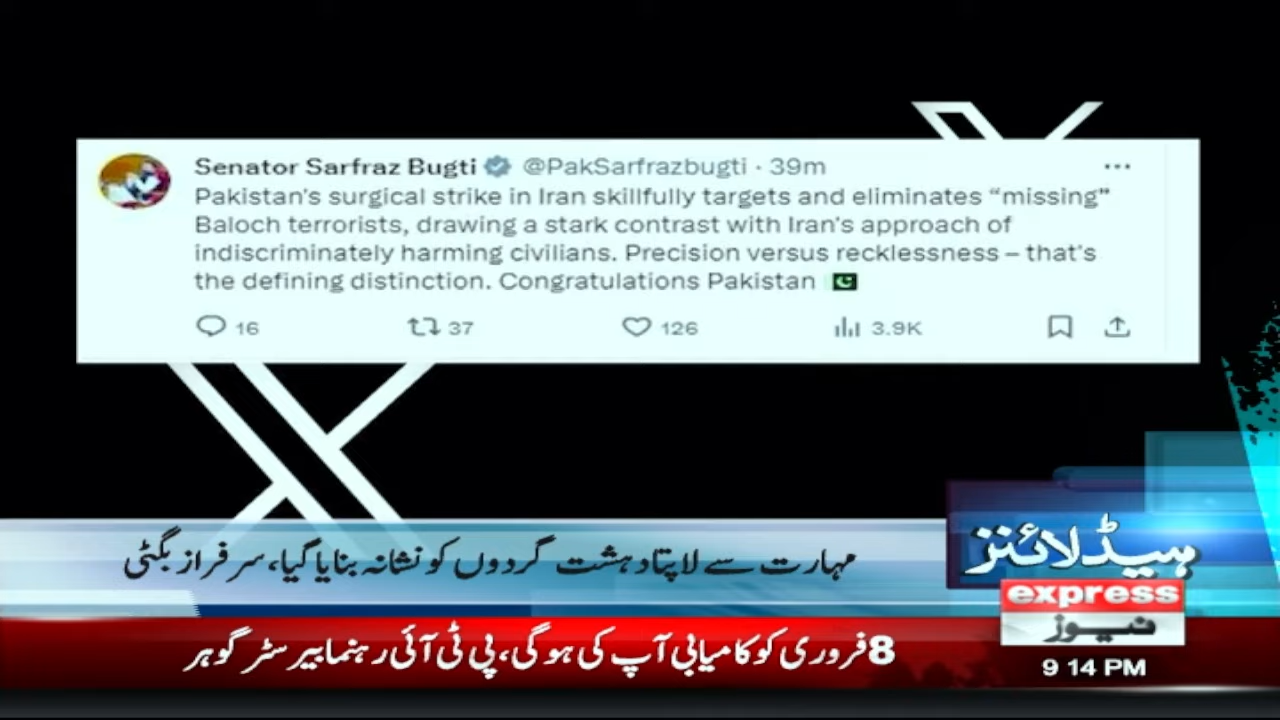 Senator Sarfraz Bugti @PakSarfrazbugti · 39m
Pakistan's surgical strike in Iran skillfully targets and eliminates “missing”
Baloch terrorists, drawing a stark contrast with Iran's approach of
indiscriminately harming civilians. Precision versus recklessness – that's
the defining distinction. Congratulations Pakistan
16 37 126 3.9K
مہارت سے لاپتا دہشت گردوں کو نشانہ بنایا گیا، سرفراز بگٹی
ہیڈلائنز
express
نیوز
8 فروری کو کامیابی آپ کی ہوگی، پی ٹی آئی رہنما بیرسٹر گوہر
9 14 PM